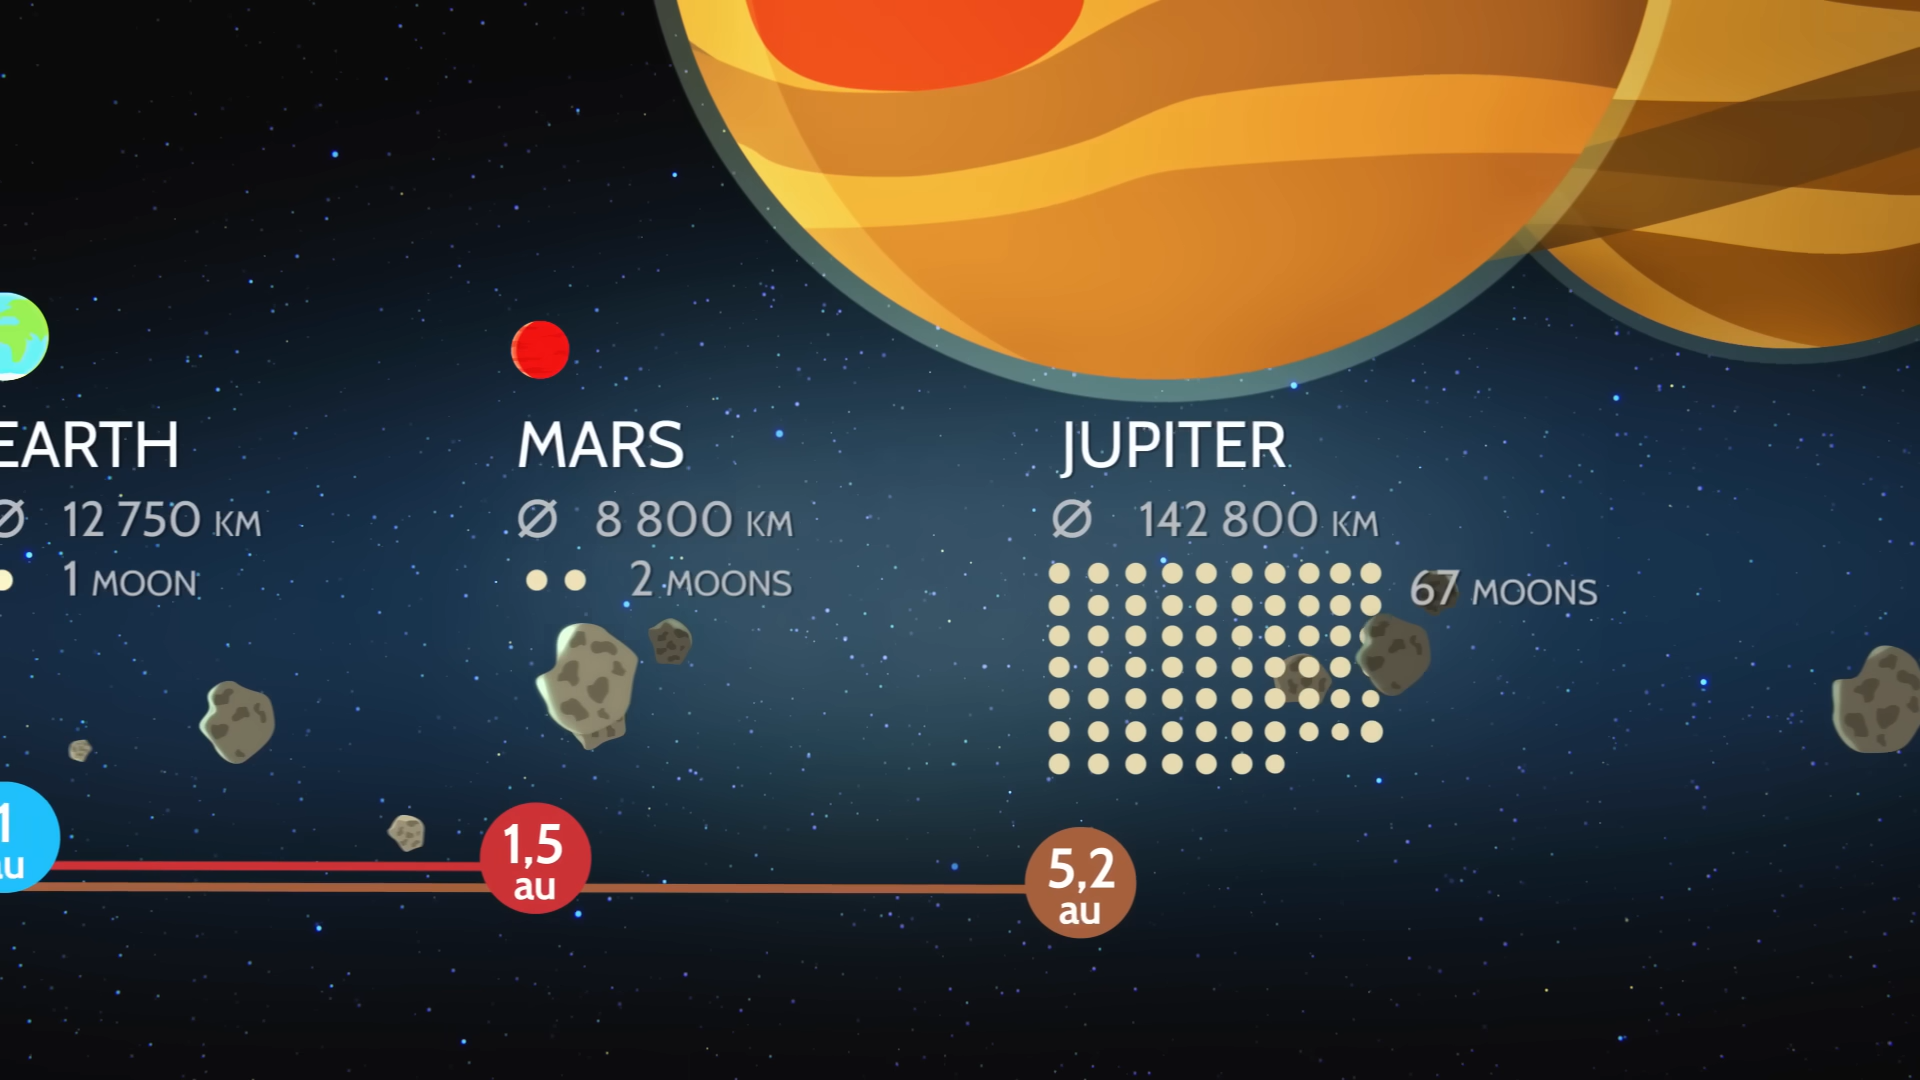 EARTH
Ø 12 750 KM
1 MOON
1
au
MARS
Ø 8 800 KM
2 MOONS
1,5
au
JUPITER
Ø 142 800 KM
67 MOONS
5,2
au